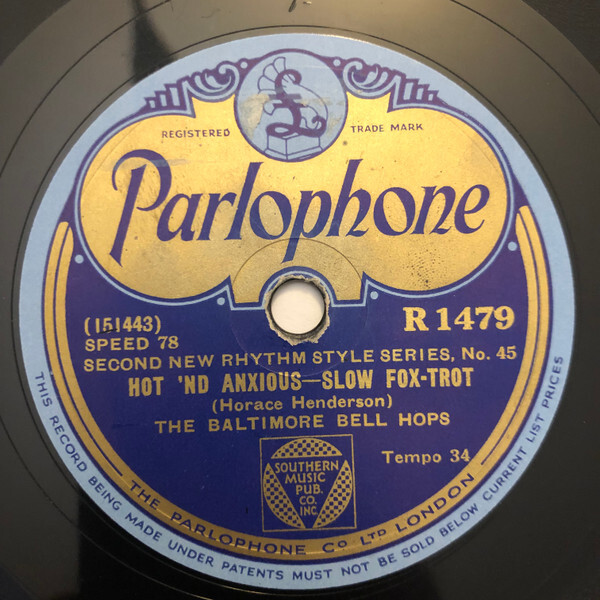 REGISTERED TRADE MARK
£
Parlophone
(151443)
R 1479
SPEED 78
SECOND NEW RHYTHM STYLE SERIES, No. 45
HOT 'ND ANXIOUS—SLOW FOX-TROT
(Horace Henderson)
THE BALTIMORE BELL HOPS
Tempo 34
SOUTHERN
MUSIC
PUB.
CO.
INC
THE PARLOPHONE Co LTD LONDON
THIS RECORD BEING MADE UNDER PATENTS MUST NOT BE SOLD BELOW CURRENT LIST PRICES